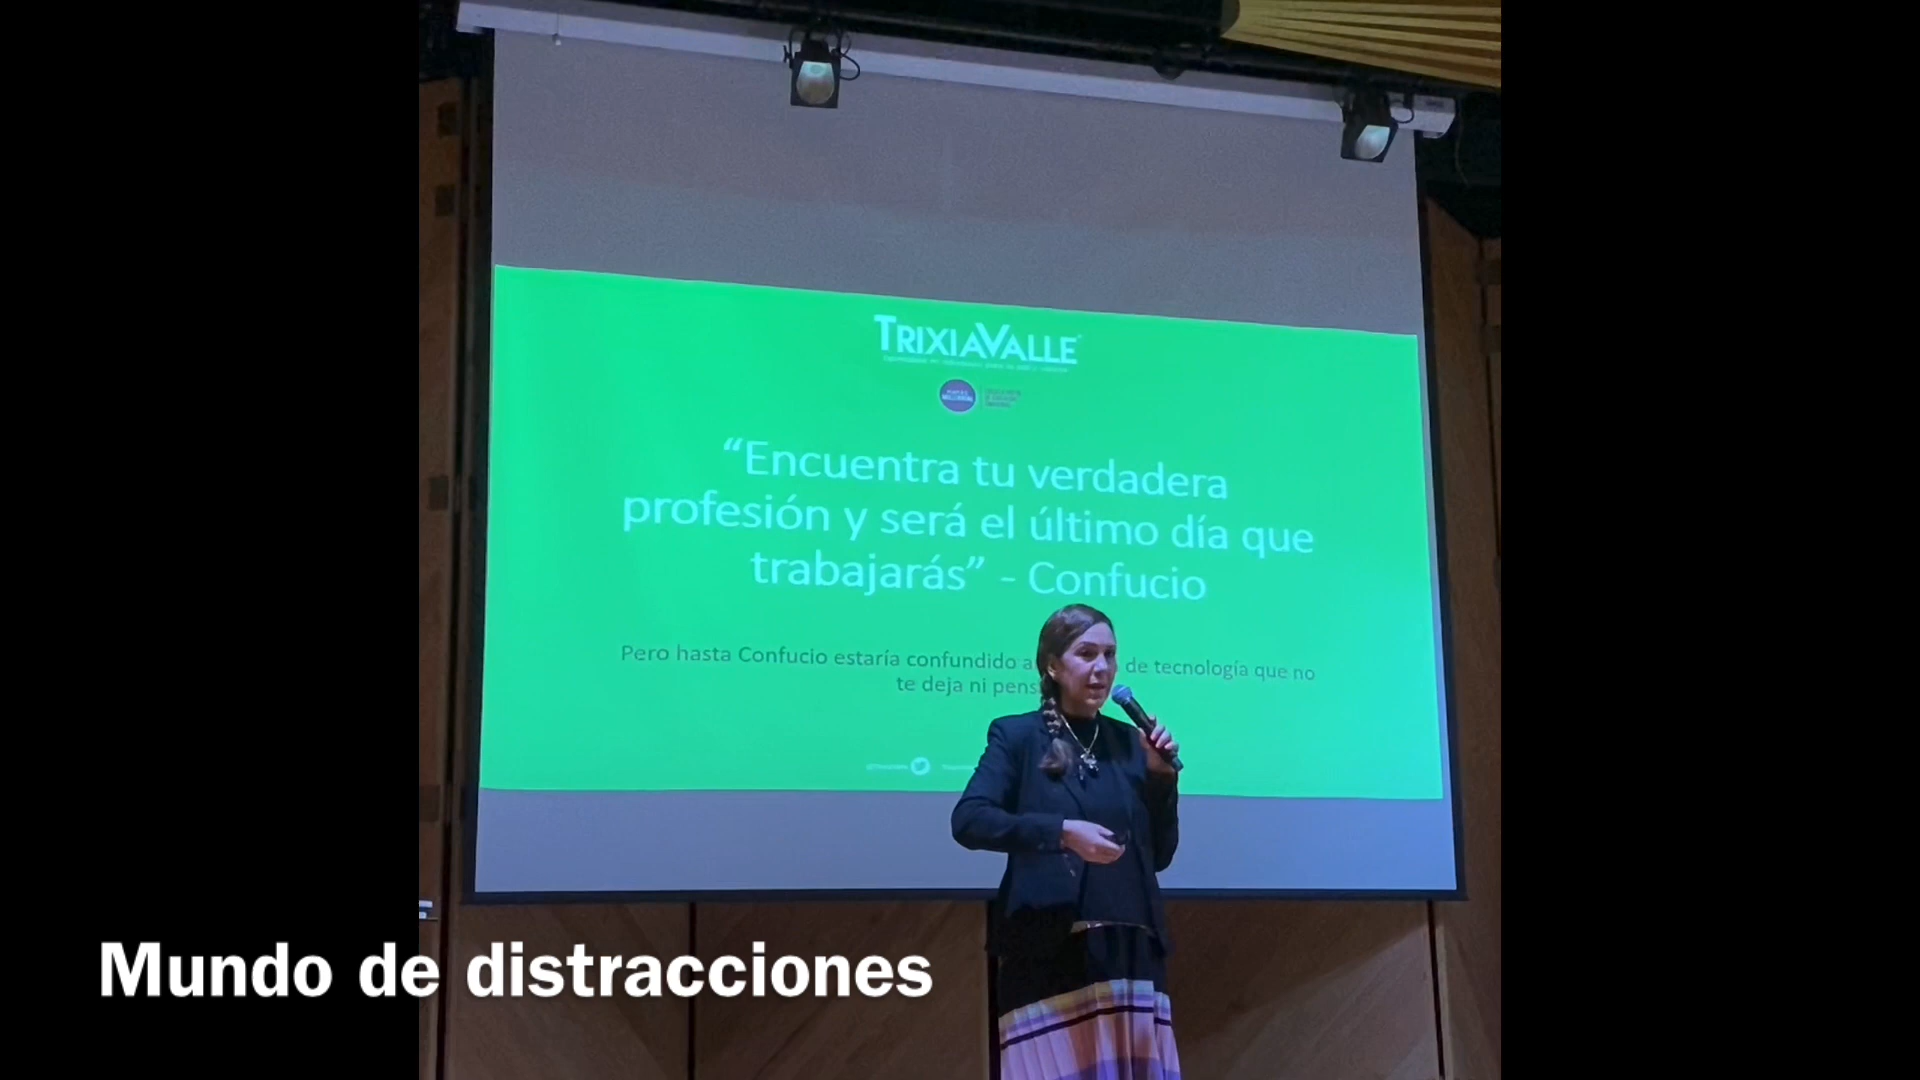 TRIXIAVALLE
“Encuentra tu verdadera
profesión y será el último día que
trabajarás” - Confucio
Pero hasta Confucio estaría confundido a de tecnología que no
te deja ni
Mundo de distracciones